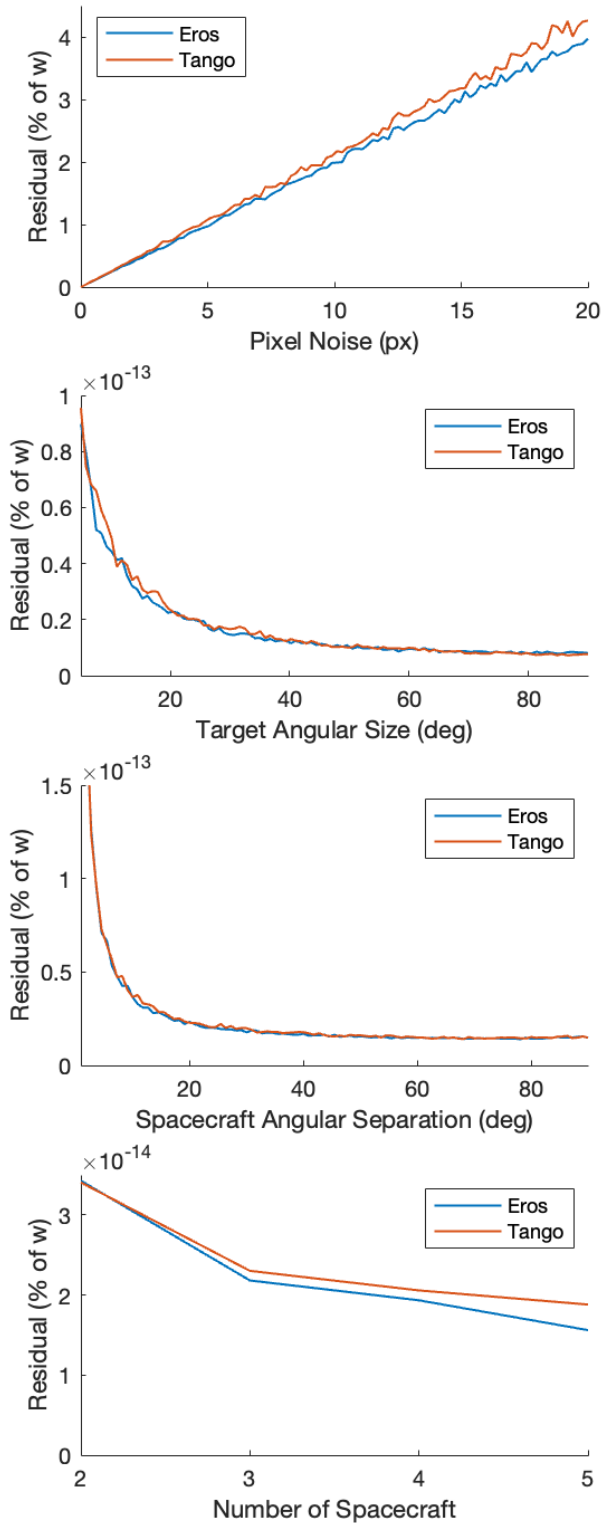 Eros
Tango
Residual (% of w)
4
3
2
1
0
0 5 10 15 20
Pixel Noise (px)
×10⁻¹³
Eros
Tango
Residual (% of w)
1
0.8
0.6
0.4
0.2
0
20 40 60 80
Target Angular Size (deg)
×10⁻¹³
Eros
Tango
Residual (% of w)
1.5
1
0.5
0
20 40 60 80
Spacecraft Angular Separation (deg)
×10⁻¹⁴
Eros
Tango
Residual (% of w)
3
2
1
0
2 3 4 5
Number of Spacecraft